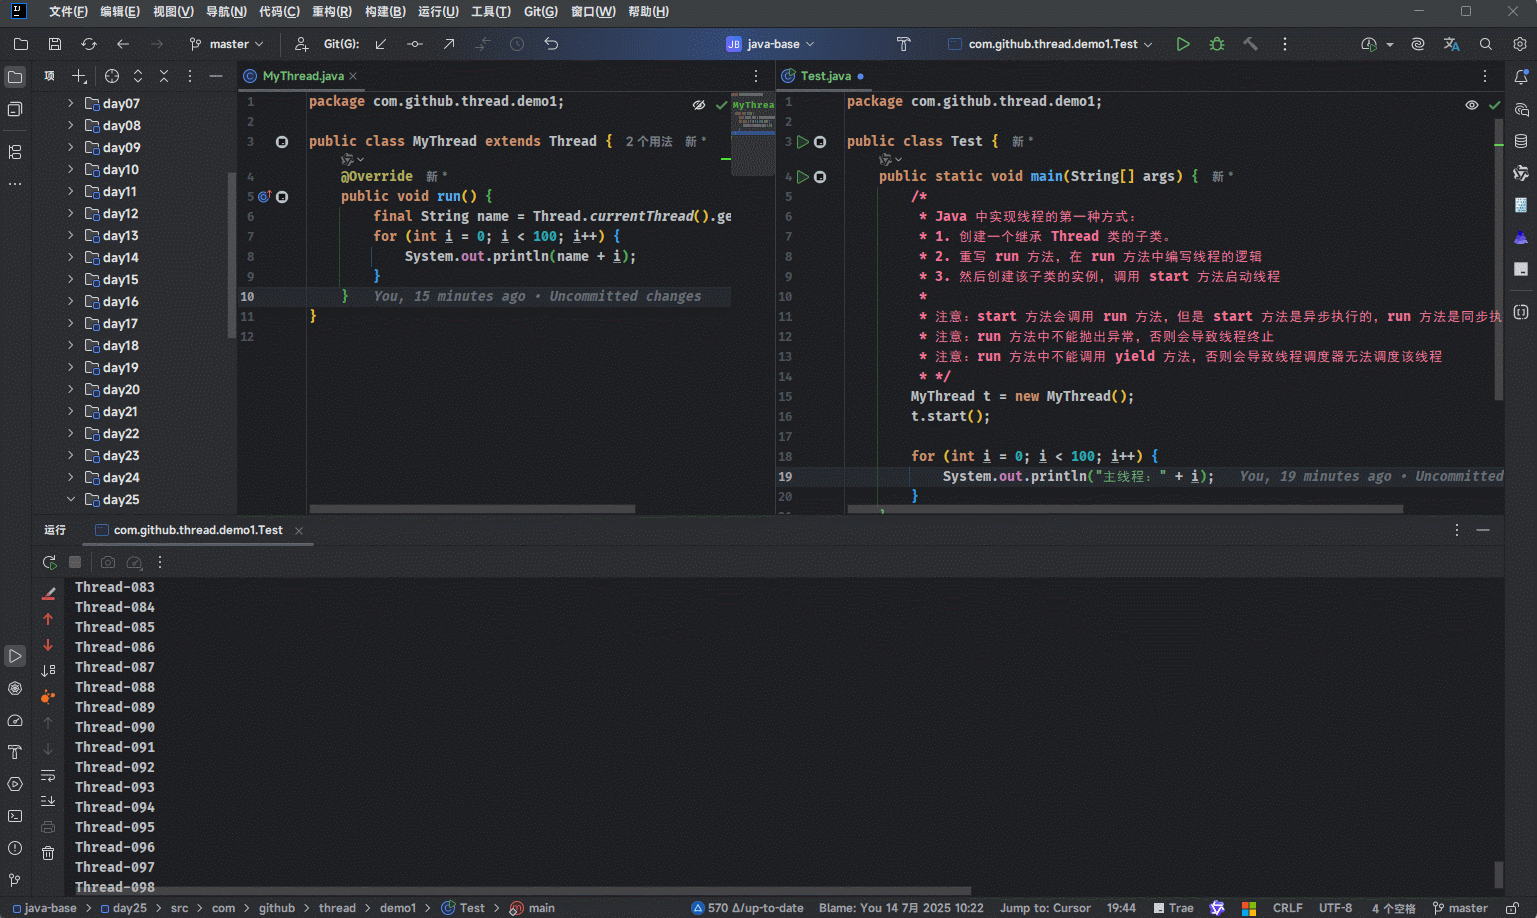 文件(F) 编辑(E) 视图(V) 导航(N) 代码(C) 重构(R) 构建(B) 运行(U) 工具(T) Git(G) 窗口(W) 帮助(H)
master Git(G): JB java-base com.github.thread.demo1.Test
项
day07
day08
day09
day10
day11
day12
day13
day14
day15
day16
day17
day18
day19
day20
day21
day22
day23
day24
day25
MyThread.java
1 package com.github.thread.demo1;
2
3 public class MyThread extends Thread { 2 个用法 新 *
4 @Override 新 *
5 public void run() {
6 final String name = Thread.currentThread().ge
7 for (int i = 0; i < 100; i++) {
8 System.out.println(name + i);
9 }
10 } You, 15 minutes ago • Uncommitted changes
11 }
12
MyThrea
Test.java
1 package com.github.thread.demo1;
2
3 public class Test { 新 *
4 public static void main(String[] args) { 新 *
5 /*
6 * Java 中实现线程的第一种方式：
7 * 1. 创建一个继承 Thread 类的子类。
8 * 2. 重写 run 方法，在 run 方法中编写线程的逻辑
9 * 3. 然后创建该子类的实例，调用 start 方法启动线程
10 *
11 * 注意：start 方法会调用 run 方法，但是 start 方法是异步执行的，run 方法是同步执
12 * 注意：run 方法中不能抛出异常，否则会导致线程终止
13 * 注意：run 方法中不能调用 yield 方法，否则会导致线程调度器无法调度该线程
14 * */
15 MyThread t = new MyThread();
16 t.start();
17
18 for (int i = 0; i < 100; i++) {
19 System.out.println("主线程：" + i); You, 19 minutes ago • Uncommitted
20 }
运行 com.github.thread.demo1.Test
Thread-083
Thread-084
Thread-085
Thread-086
Thread-087
Thread-088
Thread-089
Thread-090
Thread-091
Thread-092
Thread-093
Thread-094
Thread-095
Thread-096
Thread-097
Thread-098
java-base > day25 > src > com > github > thread > demo1 > Test > main 570 Δ/up-to-date Blame: You 14 7月 2025 10:22 Jump to: Cursor 19:44 Trae CRLF UTF-8 4 个空格 master